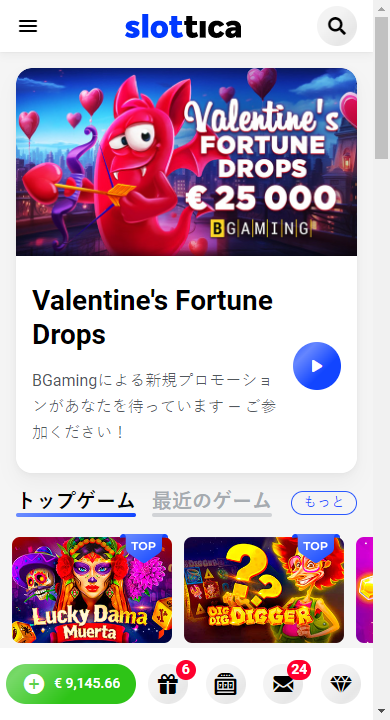 slottica
Valentine's
FORTUNE
DROPS
€ 25 000
BGAMING
Valentine's Fortune
Drops
BGamingによる新規プロモーショ
ンがあなたを待っています – ご参
加ください！
トップゲーム 最近のゲーム もっと
TOP TOP
Lucky Dama
Muerta
DIG DIG DIGGER
€ 9,145.66 6 24